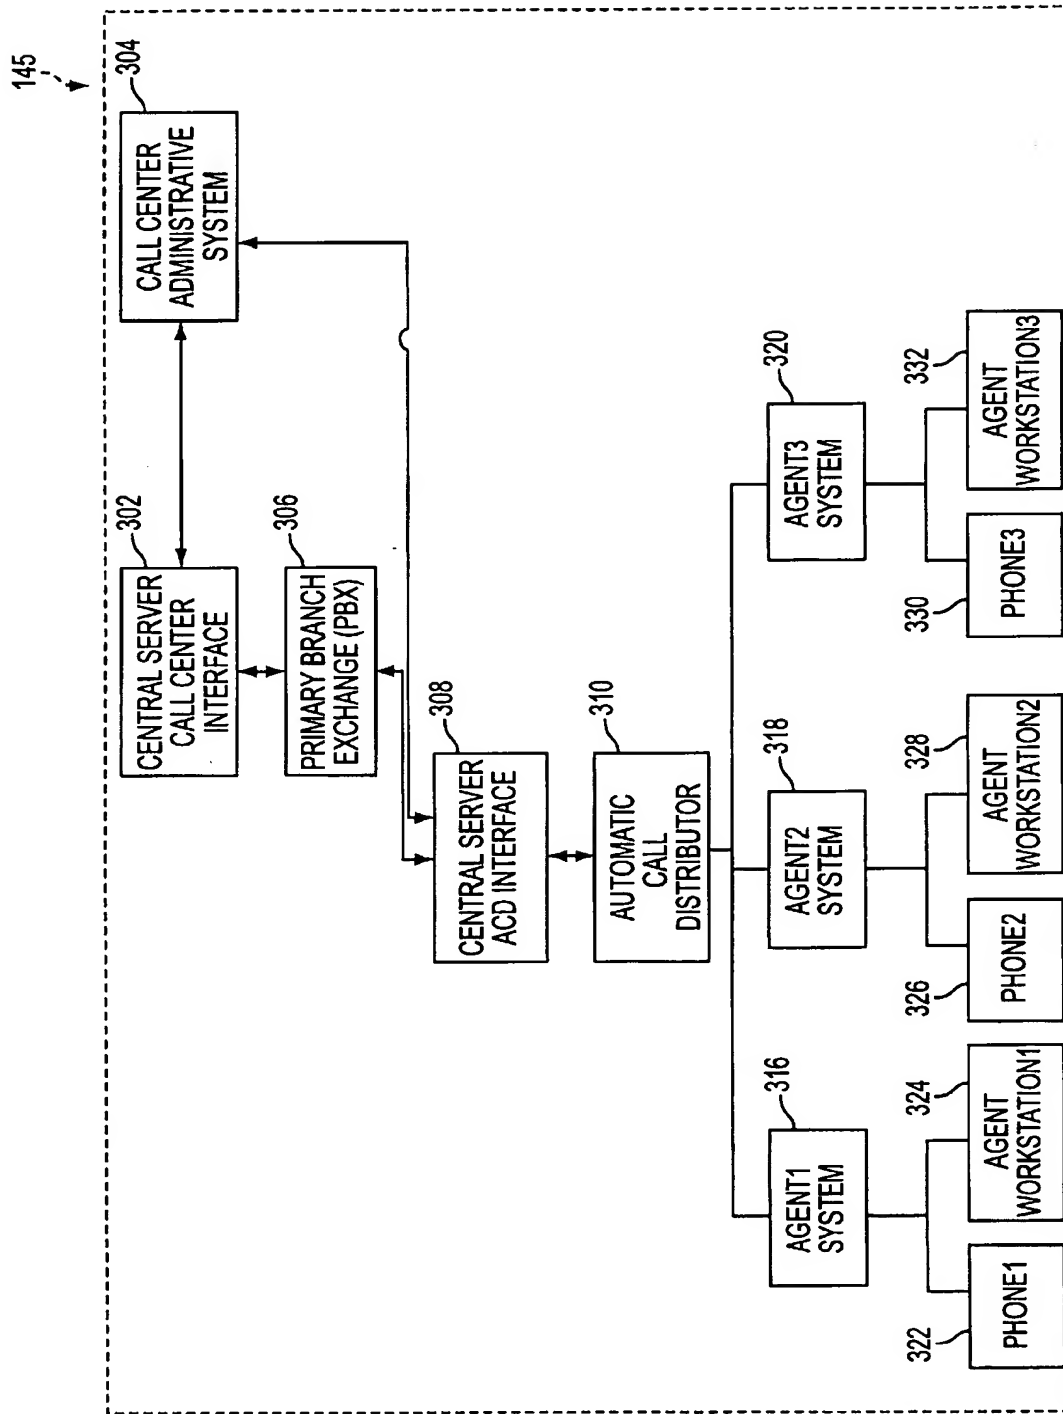 145
304
CALL CENTER
ADMINISTRATIVE
SYSTEM
302
CENTRAL SERVER
CALL CENTER
INTERFACE
306
PRIMARY BRANCH
EXCHANGE (PBX)
308
CENTRAL SERVER
ACD INTERFACE
310
AUTOMATIC
CALL
DISTRIBUTOR
316
AGENT1
SYSTEM
318
AGENT2
SYSTEM
320
AGENT3
SYSTEM
322
PHONE1
324
AGENT
WORKSTATION1
326
PHONE2
328
AGENT
WORKSTATION2
330
PHONE3
332
AGENT
WORKSTATION3